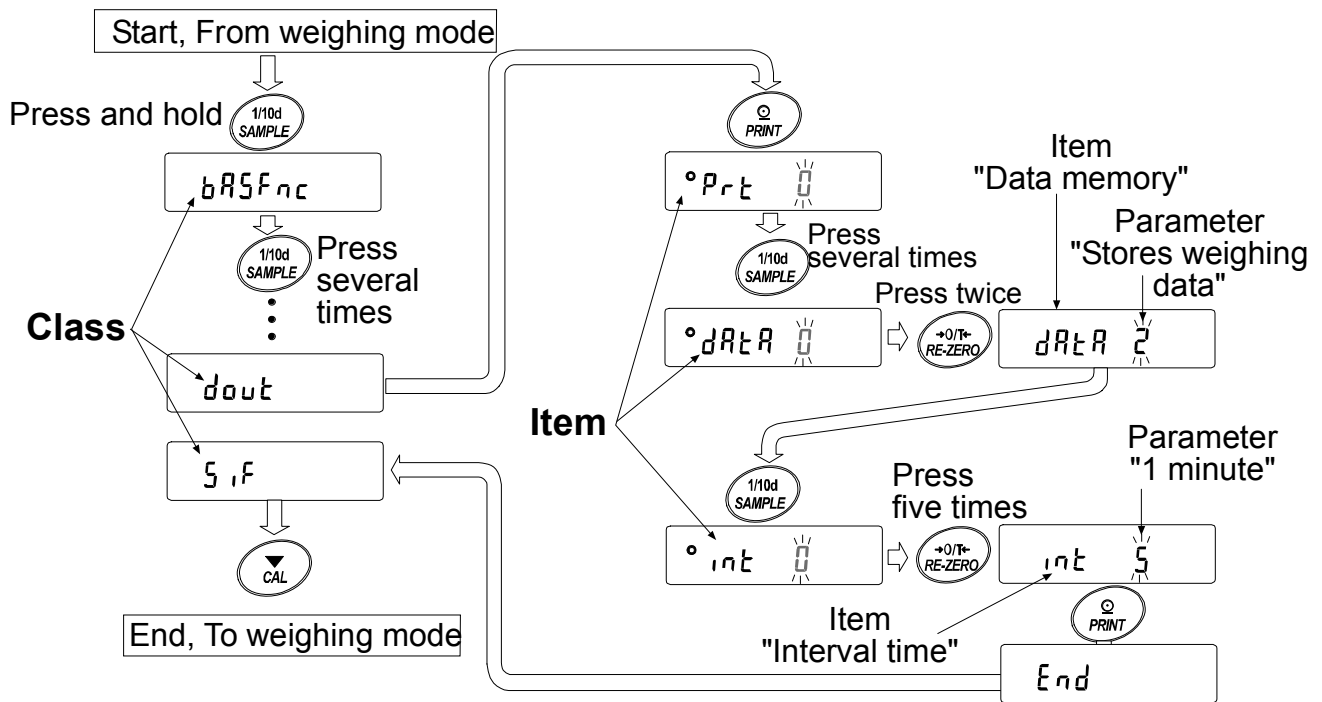 Start, From weighing mode
Press and hold
1/10d
SAMPLE
bASFnc
1/10d
SAMPLE
Press
several
times
Class
dout
S iF
CAL
End, To weighing mode
PRINT
Prt 0
1/10d
SAMPLE
Press
several times
Item
dAtA 0
Press twice
→0/T←
RE-ZERO
Item
"Data memory"
Parameter
"Stores weighing
data"
dAtA 2
1/10d
SAMPLE
int 0
Press
five times
→0/T←
RE-ZERO
Parameter
"1 minute"
int 5
Item
"Interval time"
PRINT
End